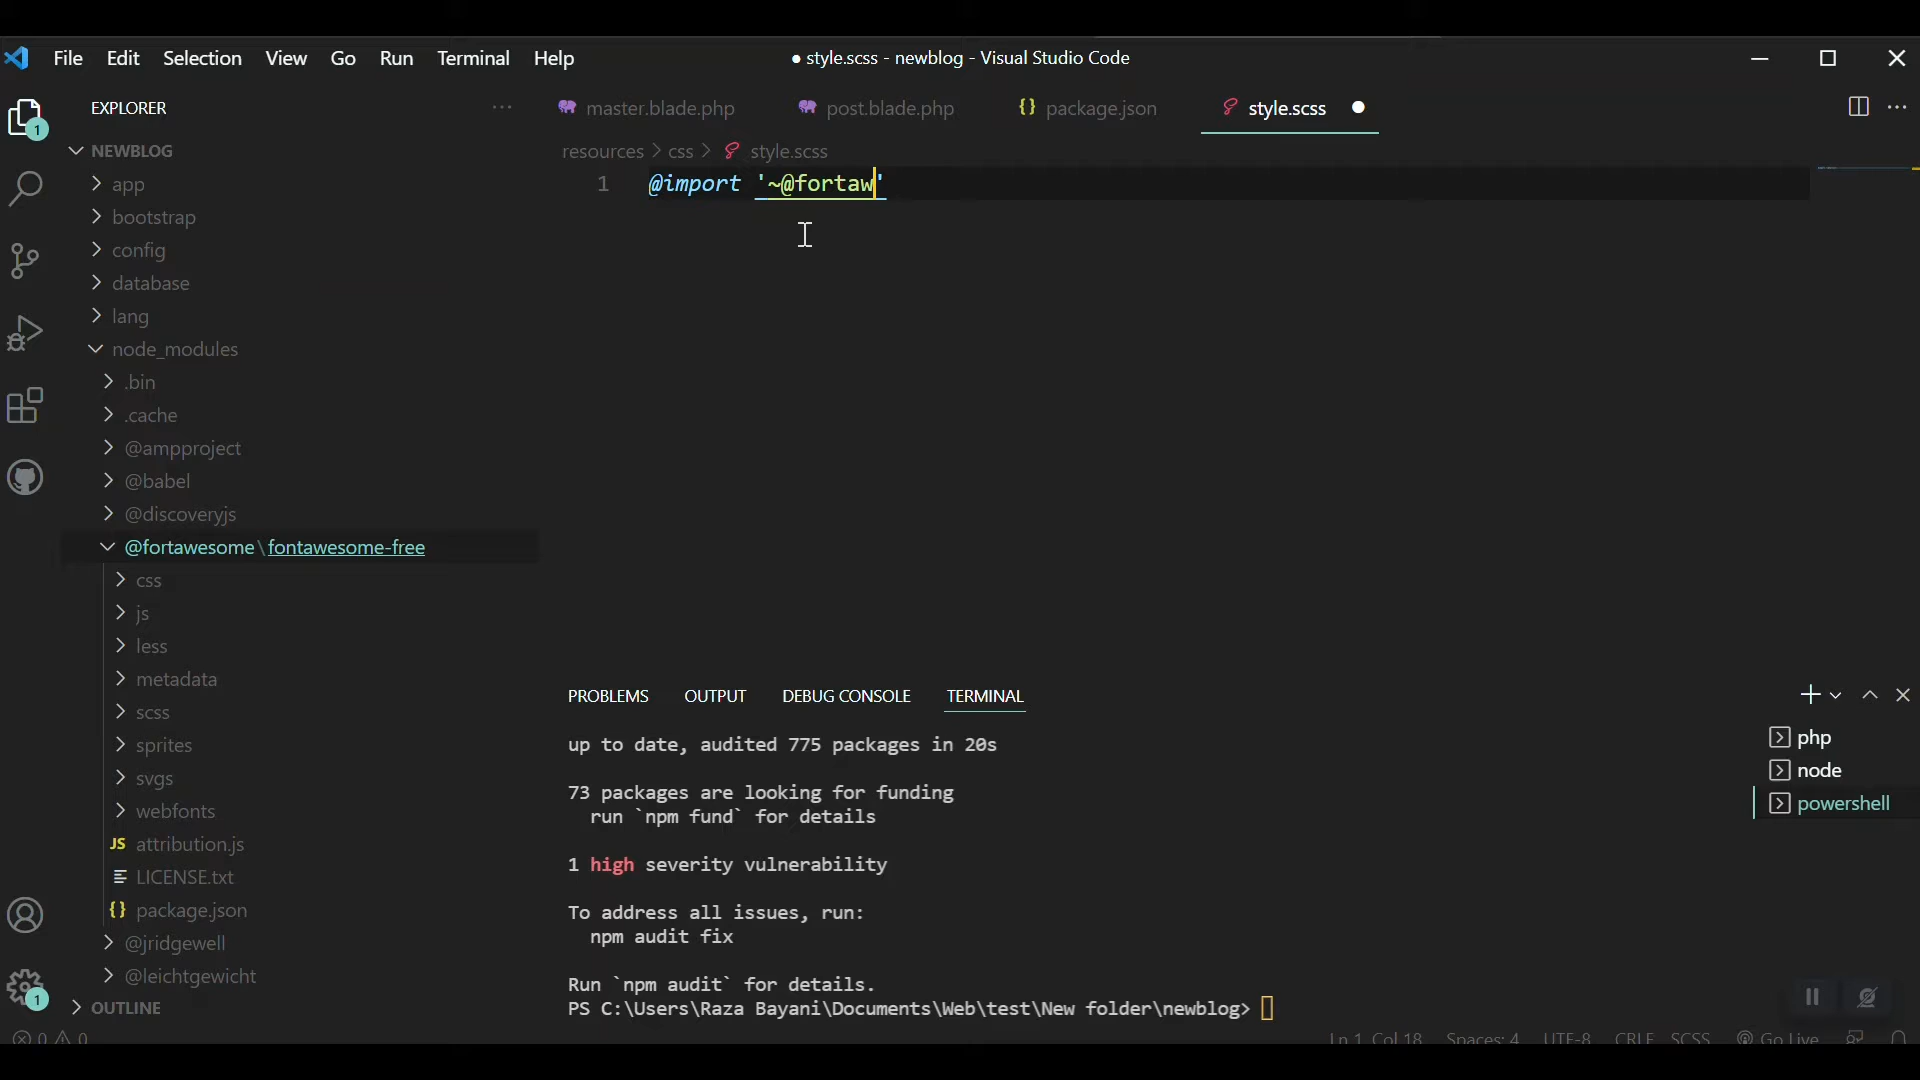 File Edit Selection View Go Run Terminal Help
● style.scss - newblog - Visual Studio Code
EXPLORER
master.blade.php
post.blade.php
package.json
style.scss
1
NEWBLOG
resources > css > style.scss
1 @import '~@fortaw'
app
bootstrap
config
database
lang
node_modules
.bin
.cache
@ampproject
@babel
@discoveryjs
@fortawesome\fontawesome-free
css
js
less
metadata
scss
sprites
svgs
webfonts
JS attribution.js
LICENSE.txt
{} package.json
@jridgewell
@leichtgewicht
1
OUTLINE
PROBLEMS OUTPUT DEBUG CONSOLE TERMINAL
up to date, audited 775 packages in 20s
73 packages are looking for funding
run `npm fund` for details
1 high severity vulnerability
To address all issues, run:
npm audit fix
Run `npm audit` for details.
PS C:\Users\Raza Bayani\Documents\Web\test\New folder\newblog>
php
node
powershell
0 0
Ln 1, Col 18 Spaces: 4 UTF-8 CRLF SCSS Go Live